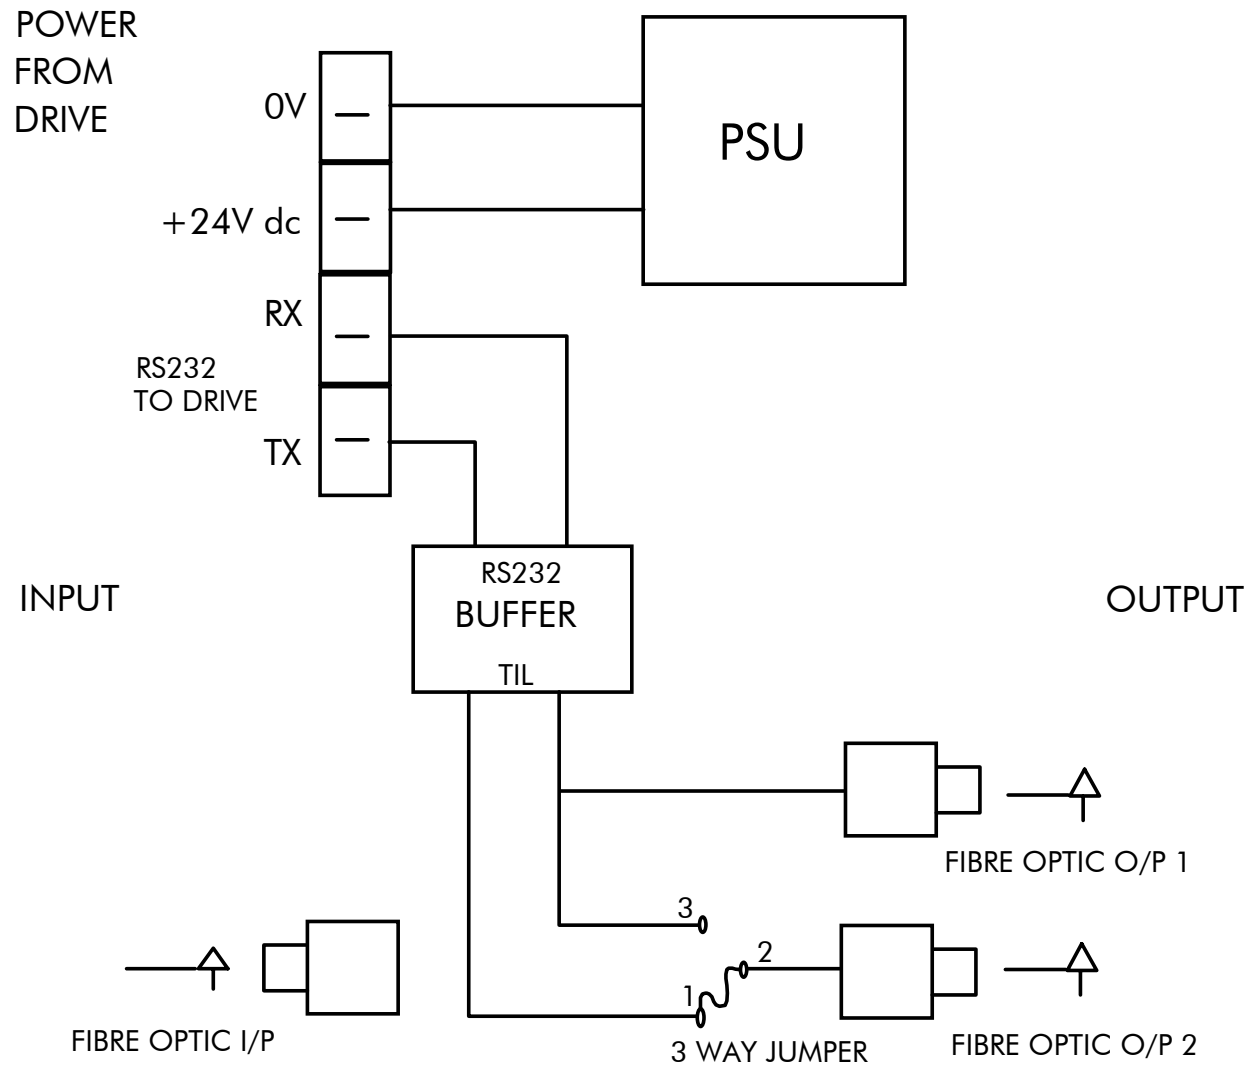 POWER
FROM
DRIVE
0V
PSU
+24V dc
RX
RS232
TO DRIVE
TX
RS232
BUFFER
TIL
INPUT
OUTPUT
FIBRE OPTIC O/P 1
3
2
1
FIBRE OPTIC I/P
3 WAY JUMPER
FIBRE OPTIC O/P 2